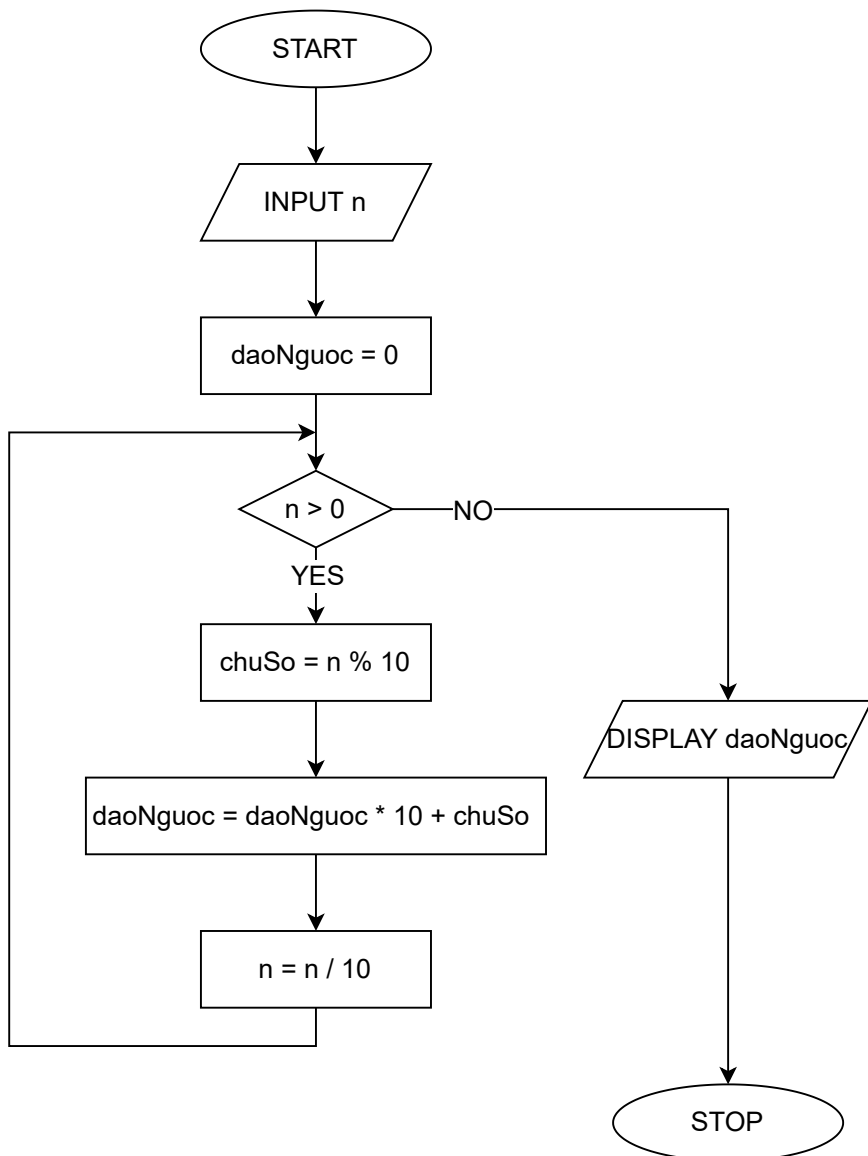 START
INPUT n
daoNguoc = 0
n > 0
NO
YES
chuSo = n % 10
DISPLAY daoNguoc
daoNguoc = daoNguoc * 10 + chuSo
n = n / 10
STOP